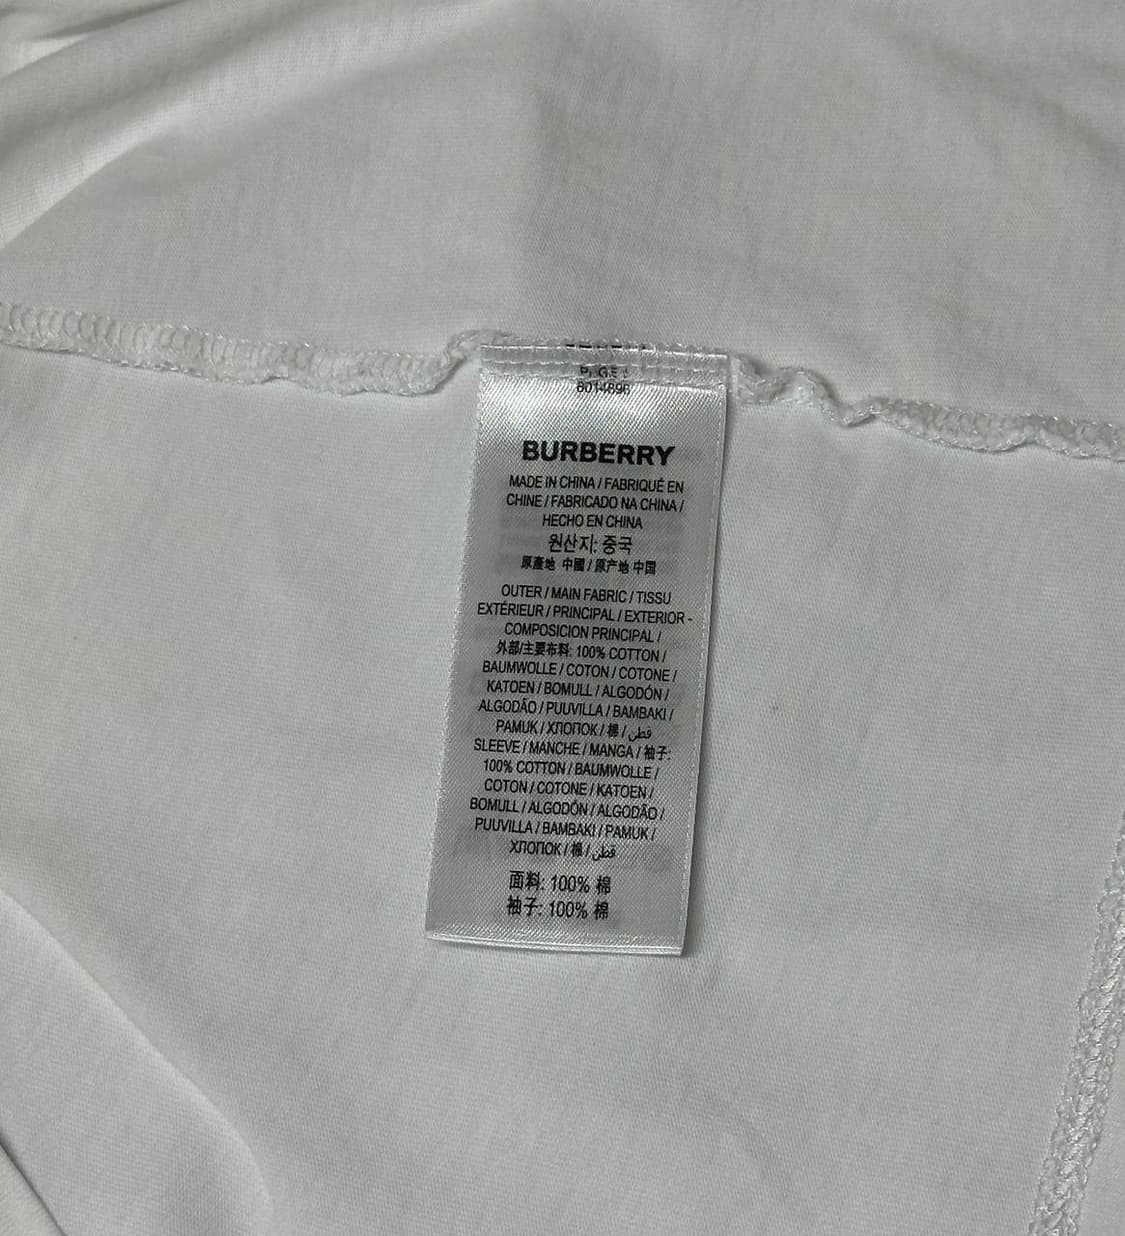 8014898
BURBERRY
MADE IN CHINA / FABRIQUÉ EN
CHINE / FABRICADO NA CHINA /
HECHO EN CHINA
원산지: 중국
原產地 中國 / 原产地 中国
OUTER / MAIN FABRIC / TISSU
EXTÉRIEUR / PRINCIPAL / EXTERIOR -
COMPOSICION PRINCIPAL /
外部/主要布料: 100% COTTON /
BAUMWOLLE / COTON / COTONE /
KATOEN / BOMULL / ALGODÓN /
ALGODÃO / PUUVILLA / BAMBAKI /
PAMUK / ХЛОПОК / 棉 / قطن
SLEEVE / MANCHE / MANGA / 袖子:
100% COTTON / BAUMWOLLE /
COTON / COTONE / KATOEN /
BOMULL / ALGODÓN / ALGODÃO /
PUUVILLA / BAMBAKI / PAMUK /
ХЛОПОК / 棉 / قطن
面料: 100% 棉
袖子: 100% 棉